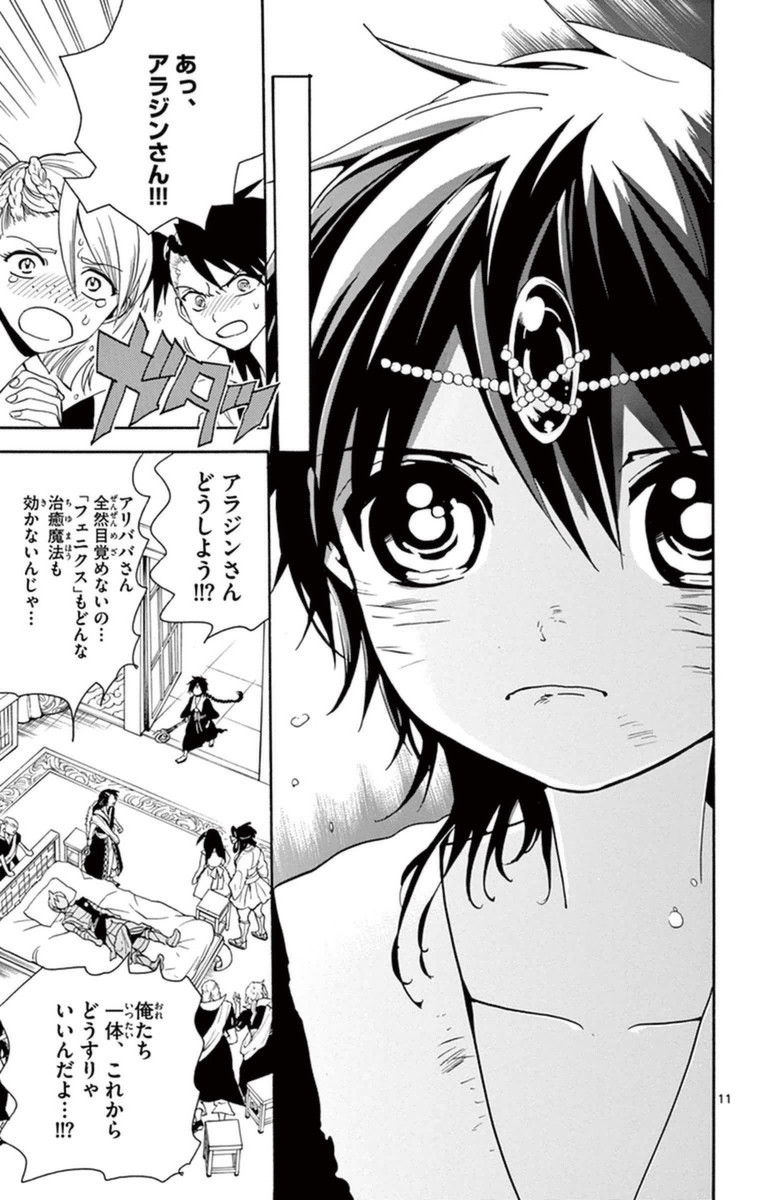 あっ、
アラジンさん!!!
ガタッ
アラジンさん
どうしよう!!?
アリババさん
全然目覚めないの…
「フェニクス」もどんな
治癒魔法も
効かないんじゃ…
俺たち
一体、これから
どうすりゃ
いいんだよ…!!?
11